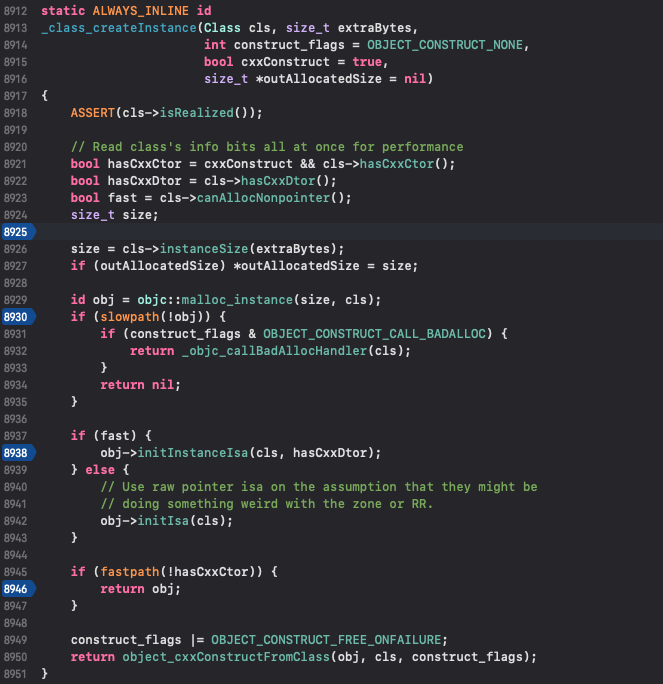 8912 static ALWAYS_INLINE id
8913 _class_createInstance(Class cls, size_t extraBytes,
8914                       int construct_flags = OBJECT_CONSTRUCT_NONE,
8915                       bool cxxConstruct = true,
8916                       size_t *outAllocatedSize = nil)
8917 {
8918     ASSERT(cls->isRealized());
8919
8920     // Read class's info bits all at once for performance
8921     bool hasCxxCtor = cxxConstruct && cls->hasCxxCtor();
8922     bool hasCxxDtor = cls->hasCxxDtor();
8923     bool fast = cls->canAllocNonpointer();
8924     size_t size;
8925
8926     size = cls->instanceSize(extraBytes);
8927     if (outAllocatedSize) *outAllocatedSize = size;
8928
8929     id obj = objc::malloc_instance(size, cls);
8930     if (slowpath(!obj)) {
8931         if (construct_flags & OBJECT_CONSTRUCT_CALL_BADALLOC) {
8932             return _objc_callBadAllocHandler(cls);
8933         }
8934         return nil;
8935     }
8936
8937     if (fast) {
8938         obj->initInstanceIsa(cls, hasCxxDtor);
8939     } else {
8940         // Use raw pointer isa on the assumption that they might be
8941         // doing something weird with the zone or RR.
8942         obj->initIsa(cls);
8943     }
8944
8945     if (fastpath(!hasCxxCtor)) {
8946         return obj;
8947     }
8948
8949     construct_flags |= OBJECT_CONSTRUCT_FREE_ONFAILURE;
8950     return object_cxxConstructFromClass(obj, cls, construct_flags);
8951 }